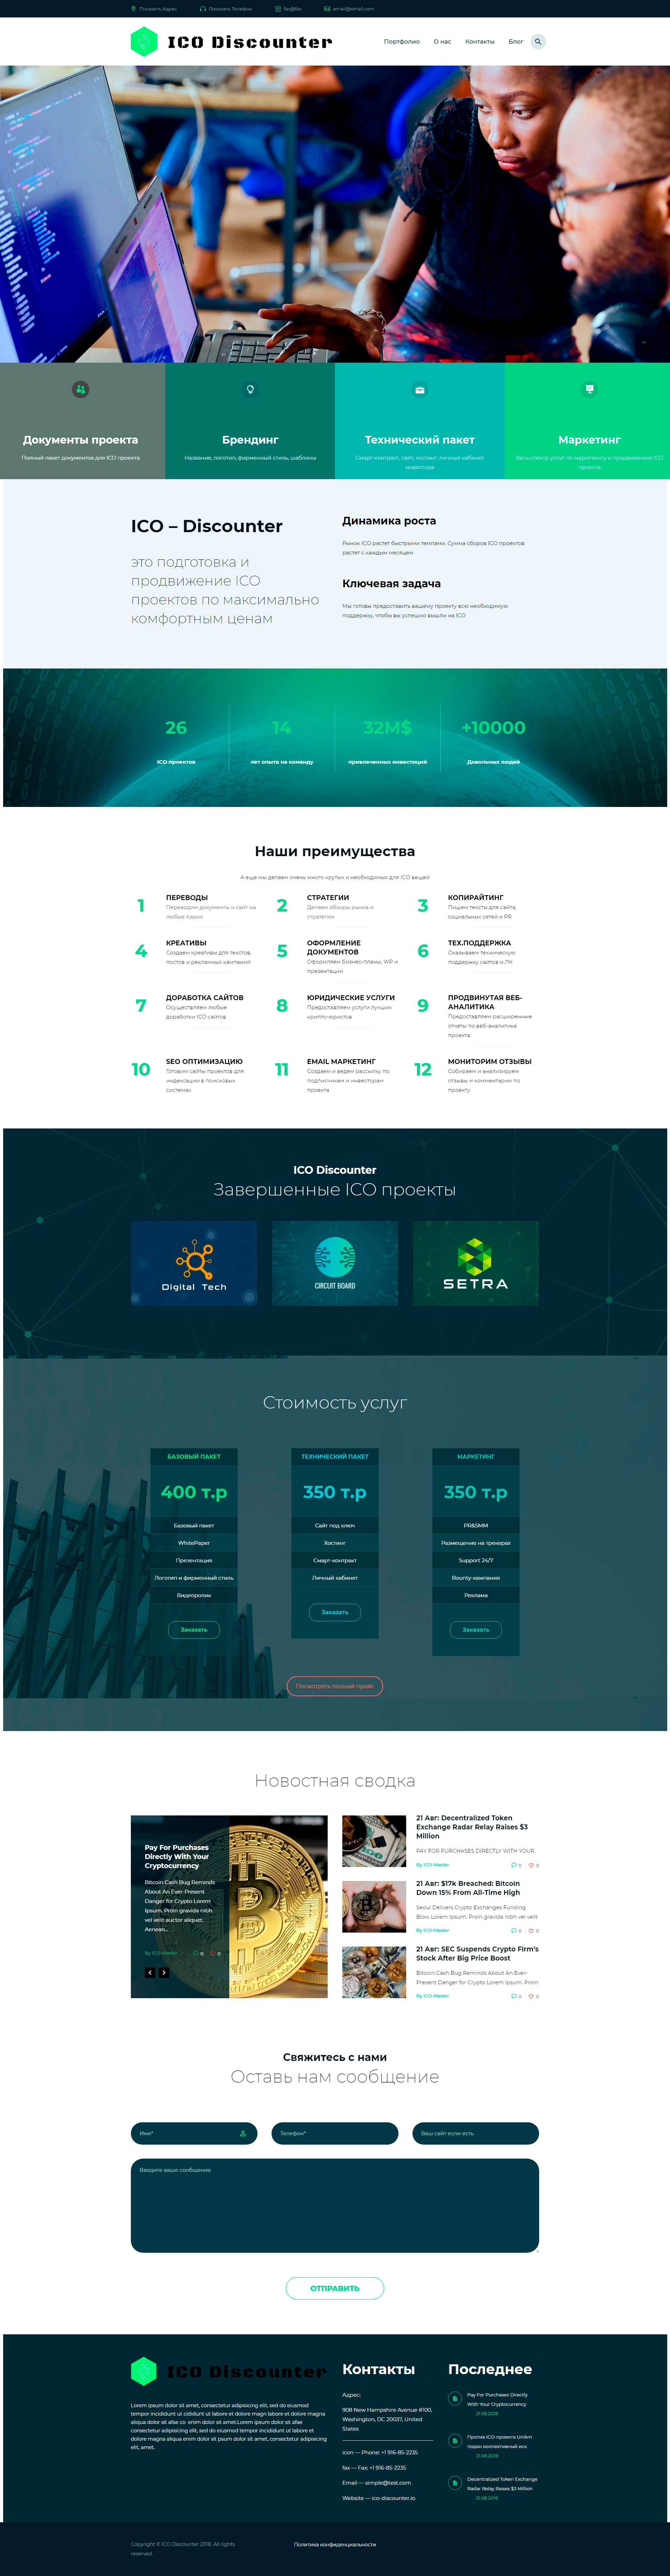 Показать Адрес
Показать Телефон
fax@fax
email@email.com
ICO Discounter
Портфолио
О нас
Контакты
Блог
Документы проекта
Полный пакет документов для ICO проекта
Брендинг
Название, логотип, фирменный стиль, шаблоны
Технический пакет
Смарт-контракт, сайт, хостинг, личный кабинет
инвестора
Маркетинг
Весь спектр услуг по маркетингу и продвижению ICO
проекта
ICO – Discounter
это подготовка и
продвижение ICO
проектов по максимально
комфортным ценам
Динамика роста
Рынок ICO растет быстрыми темпами. Сумма сборов ICO проектов
растет с каждым месяцем
Ключевая задача
Мы готовы предоставить вашему проекту всю необходимую
поддержку, чтобы вы успешно вышли на ICO
26
ICO проектов
14
лет опыта на команду
32M$
привлеченных инвестиций
+10000
Довольных людей
Наши преимущества
А еще мы делаем очень много крутых и необходимых для ICO вещей:
1
ПЕРЕВОДЫ
Переводим документы и сайт на
любые языки
2
СТРАТЕГИИ
Делаем обзоры рынка и
стратегии
3
КОПИРАЙТИНГ
Пишем тексты для сайта,
социальных сетей и PR
4
КРЕАТИВЫ
Создаем креативы для текстов,
постов и рекламных кампаний
5
ОФОРМЛЕНИЕ
ДОКУМЕНТОВ
Оформляем бизнес-планы, WP и
презентации
6
ТЕХ.ПОДДЕРЖКА
Оказываем техническую
поддержку сайтов и ЛК
7
ДОРАБОТКА САЙТОВ
Осуществляем любые
доработки ICO сайтов
8
ЮРИДИЧЕСКИЕ УСЛУГИ
Предоставляем услуги лучших
крипто-юристов
9
ПРОДВИНУТАЯ ВЕБ-
АНАЛИТИКА
Предоставляем расширенные
отчеты по веб-аналитике
проекта
10
SEO ОПТИМИЗАЦИЮ
Готовим сайты проектов для
индексации в поисковых
системах
11
EMAIL МАРКЕТИНГ
Создаем и ведем рассылку по
подписчикам и инвесторам
проекта
12
МОНИТОРИМ ОТЗЫВЫ
Собираем и анализируем
отзывы и комментарии по
проекту
ICO Discounter
Завершенные ICO проекты
Digital Tech
CIRCUIT BOARD
SETRA
Стоимость услуг
БАЗОВЫЙ ПАКЕТ
400 т.р
Базовый пакет
WhitePaper
Презентация
Логотип и фирменный стиль
Видеоролик
Заказать
ТЕХНИЧЕСКИЙ ПАКЕТ
350 т.р
Сайт под ключ
Хостинг
Смарт-контракт
Личный кабинет
Заказать
МАРКЕТИНГ
350 т.р
PR&SMM
Размещение на трекерах
Support 24/7
Bounty-кампания
Реклама
Заказать
Посмотреть полный прайс
Новостная сводка
Pay For Purchases
Directly With Your
Cryptocurrency
Bitcoin Cash Bug Reminds
About An Ever-Present
Danger for Crypto Lorem
Ipsum. Proin gravida nibh
vel velit auctor aliquet.
Aenean...
By ICO-Master
0
0
21 Авг: Decentralized Token
Exchange Radar Relay Raises $3
Million
PAY FOR PURCHASES DIRECTLY WITH YOUR
By ICO-Master
0
0
21 Авг: $17k Breached: Bitcoin
Down 15% From All-Time High
Seoul Delivers Crypto Exchanges Funding
Blow Lorem Ipsum. Proin gravida nibh vel velit
By ICO-Master
0
0
21 Авг: SEC Suspends Crypto Firm's
Stock After Big Price Boost
Bitcoin Cash Bug Reminds About An Ever-
Present Danger for Crypto Lorem Ipsum. Proin
By ICO-Master
0
0
Свяжитесь с нами
Оставь нам сообщение
Имя*
Телефон*
Ваш сайт если есть
Введите ваше сообщение
ОТПРАВИТЬ
ICO Discounter
Lorem ipsum dolor sit amet, consectetur adipisicing elit, sed do eiusmod
tempor incididunt ut cididunt ut labore et dolore magn labore et dolore magna
aliqua dolor sit afae co enim dolor sit amet.Lorem ipsum dolor sit afae
consectetur adipisicing elit, sed do eiusmod tempor incididunt ut labore et
dolore magna aliqua enim dolor sit ipsum dolor sit amet, consectetur adipisicing
elit, amet.
Контакты
Адрес:
908 New Hampshire Avenue #100,
Washington, DC 20037, United
States
icon — Phone: +1 916-85-2235
fax — Fax: +1 916-85-2235
Email — simple@test.com
Website — ico-discounter.io
Последнее
Pay For Purchases Directly
With Your Cryptocurrency
21.08.2018
Против ICO-проекта Unikrn
подан коллективный иск
21.08.2018
Decentralized Token Exchange
Radar Relay Raises $3 Million
21.08.2018
Copyright © ICO Discounter 2018. All rights
reserved.
Политика конфиденциальности